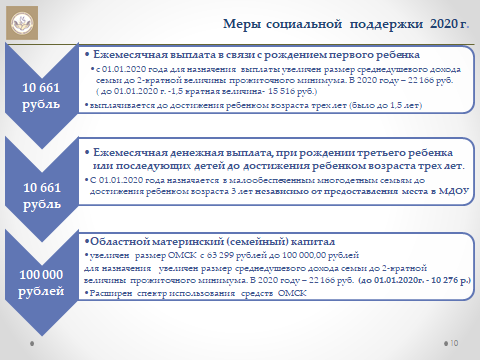 Меры социальной поддержки 2020 г.
10 661
рубль
• Ежемесячная выплата в связи с рождением первого ребенка
• с 01.01.2020 года для назначения выплаты увеличен размер среднедушевого дохода
семьи до 2-кратной величины прожиточного минимума. В 2020 году – 22 166 руб.
( до 01.01.2020 г. -1,5 кратная величина- 15 516 руб.)
• выплачивается до достижения ребенком возраста трех лет (было до 1,5 лет)
10 661
рубль
• Ежемесячная денежная выплата, при рождении третьего ребенка
или последующих детей до достижения ребенком возраста трех лет.
• С 01.01.2020 года назначается в малообеспеченным многодетным семьям до
достижения ребенком возраста 3 лет независимо от предоставления места в МДОУ
100 000
рублей
•Областной материнский (семейный) капитал
•увеличен размер ОМСК с 63 299 рублей до 100 000,00 рублей
для назначения увеличен размер среднедушевого дохода семьи до 2-кратной
величины прожиточного минимума. В 2020 году – 22 166 руб. (до 01.01.2020г. - 10 276 р.)
•Расширен спектр использования средств ОМСК
10